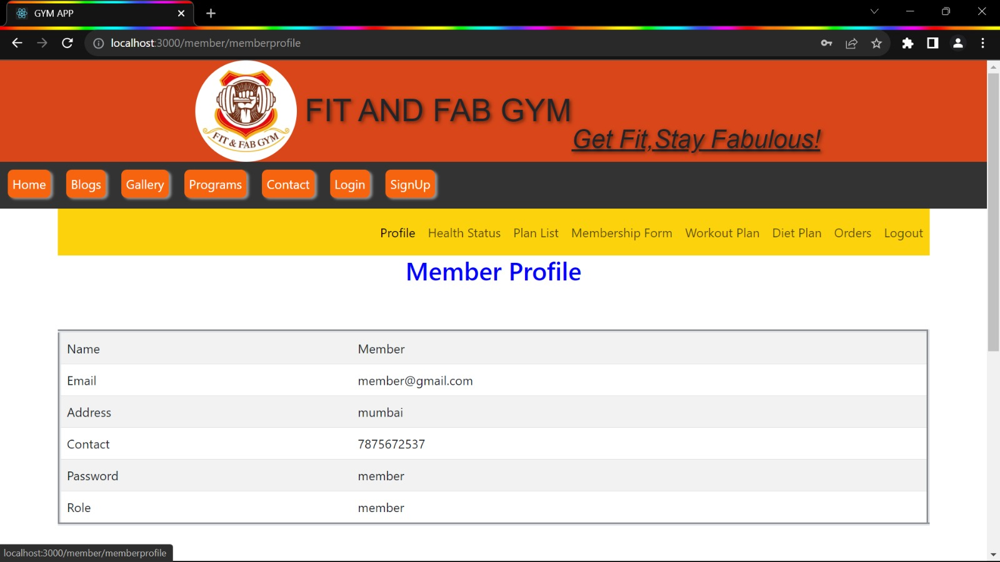 GYM APP
localhost:3000/member/memberprofile
FIT & FAB GYM
FIT AND FAB GYM
Get Fit,Stay Fabulous!
Home Blogs Gallery Programs Contact Login SignUp
Profile Health Status Plan List Membership Form Workout Plan Diet Plan Orders Logout
Member Profile
Name Member
Email member@gmail.com
Address mumbai
Contact 7875672537
Password member
Role member
localhost:3000/member/memberprofile